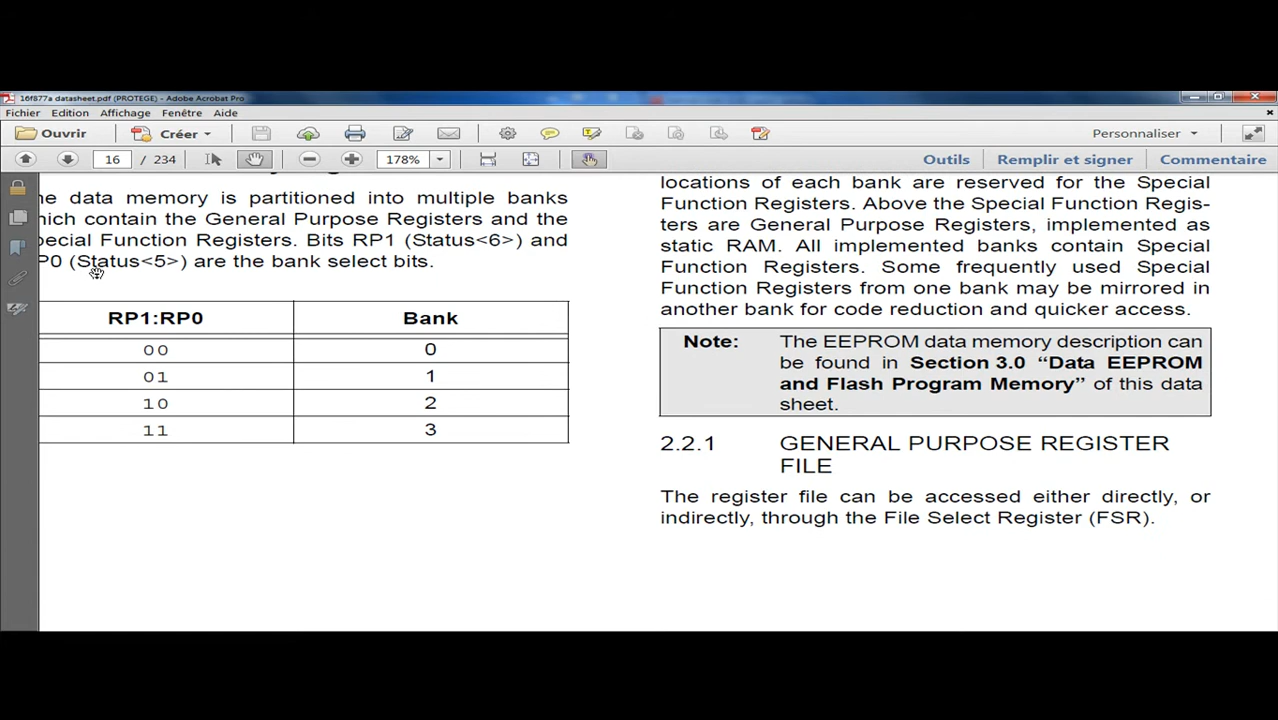 16f877a datasheet.pdf (PROTEGE) - Adobe Acrobat Pro
Fichier Edition Affichage Fenêtre Aide
Ouvrir Créer Personnaliser
16 / 234 178% Outils Remplir et signer Commentaire
he data memory is partitioned into multiple banks
hich contain the General Purpose Registers and the
pecial Function Registers. Bits RP1 (Status<6>) and
P0 (Status<5>) are the bank select bits.
RP1:RP0 Bank
00 0
01 1
10 2
11 3
locations of each bank are reserved for the Special
Function Registers. Above the Special Function Regis-
ters are General Purpose Registers, implemented as
static RAM. All implemented banks contain Special
Function Registers. Some frequently used Special
Function Registers from one bank may be mirrored in
another bank for code reduction and quicker access.
Note: The EEPROM data memory description can
be found in Section 3.0 “Data EEPROM
and Flash Program Memory” of this data
sheet.
2.2.1 GENERAL PURPOSE REGISTER
FILE
The register file can be accessed either directly, or
indirectly, through the File Select Register (FSR).